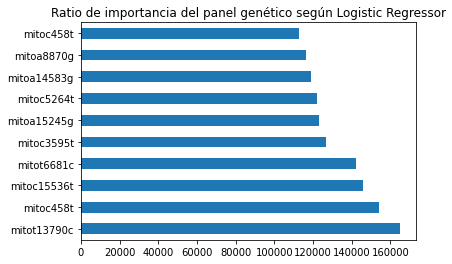 Ratio de importancia del panel genético según Logistic Regressor
mitoc458t
mitoa8870g
mitoa14583g
mitoc5264t
mitoa15245g
mitoc3595t
mitot6681c
mitoc15536t
mitoc458t
mitot13790c
0 20000 40000 60000 80000 100000 120000 140000 160000